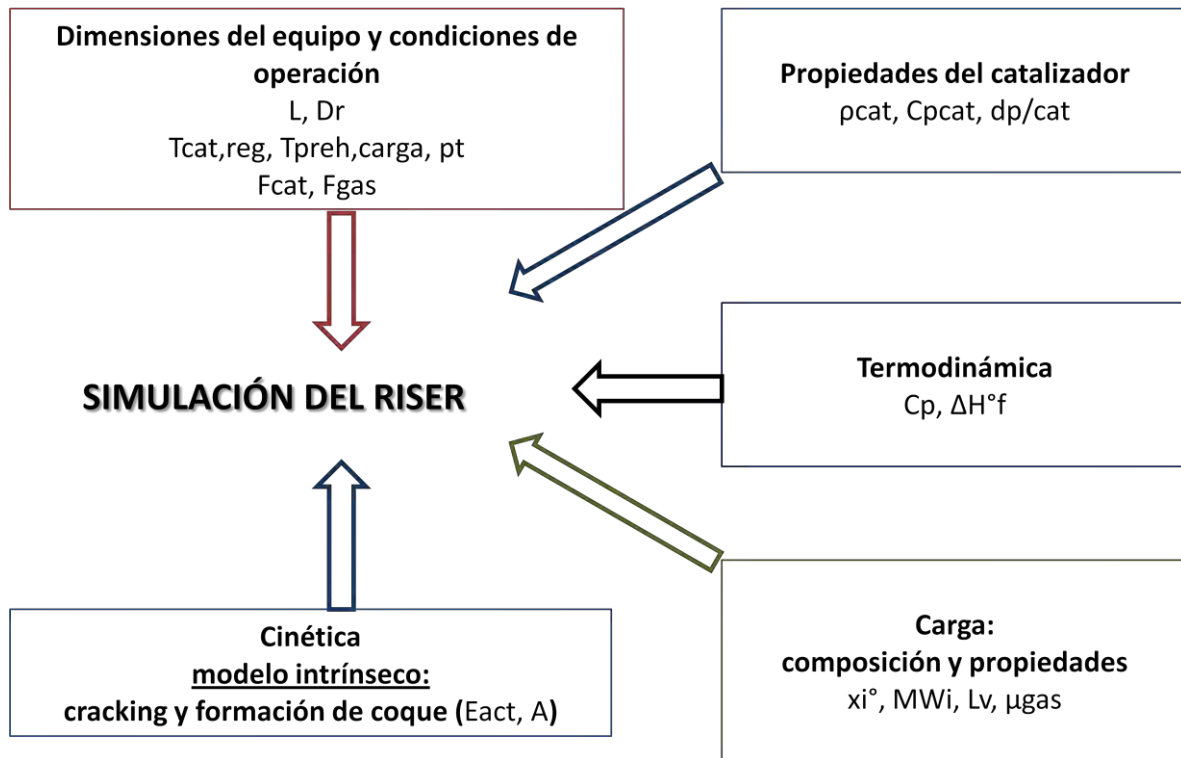 Dimensiones del equipo y condiciones de
operación
L, Dr
Tcat,reg, Tpreh,carga, pt
Fcat, Fgas
Propiedades del catalizador
ρcat, Cpcat, dp/cat
SIMULACIÓN DEL RISER
Termodinámica
Cp, ΔH°f
Cinética
modelo intrínseco:
cracking y formación de coque (Eact, A)
Carga:
composición y propiedades
xi°, MWi, Lv, μgas